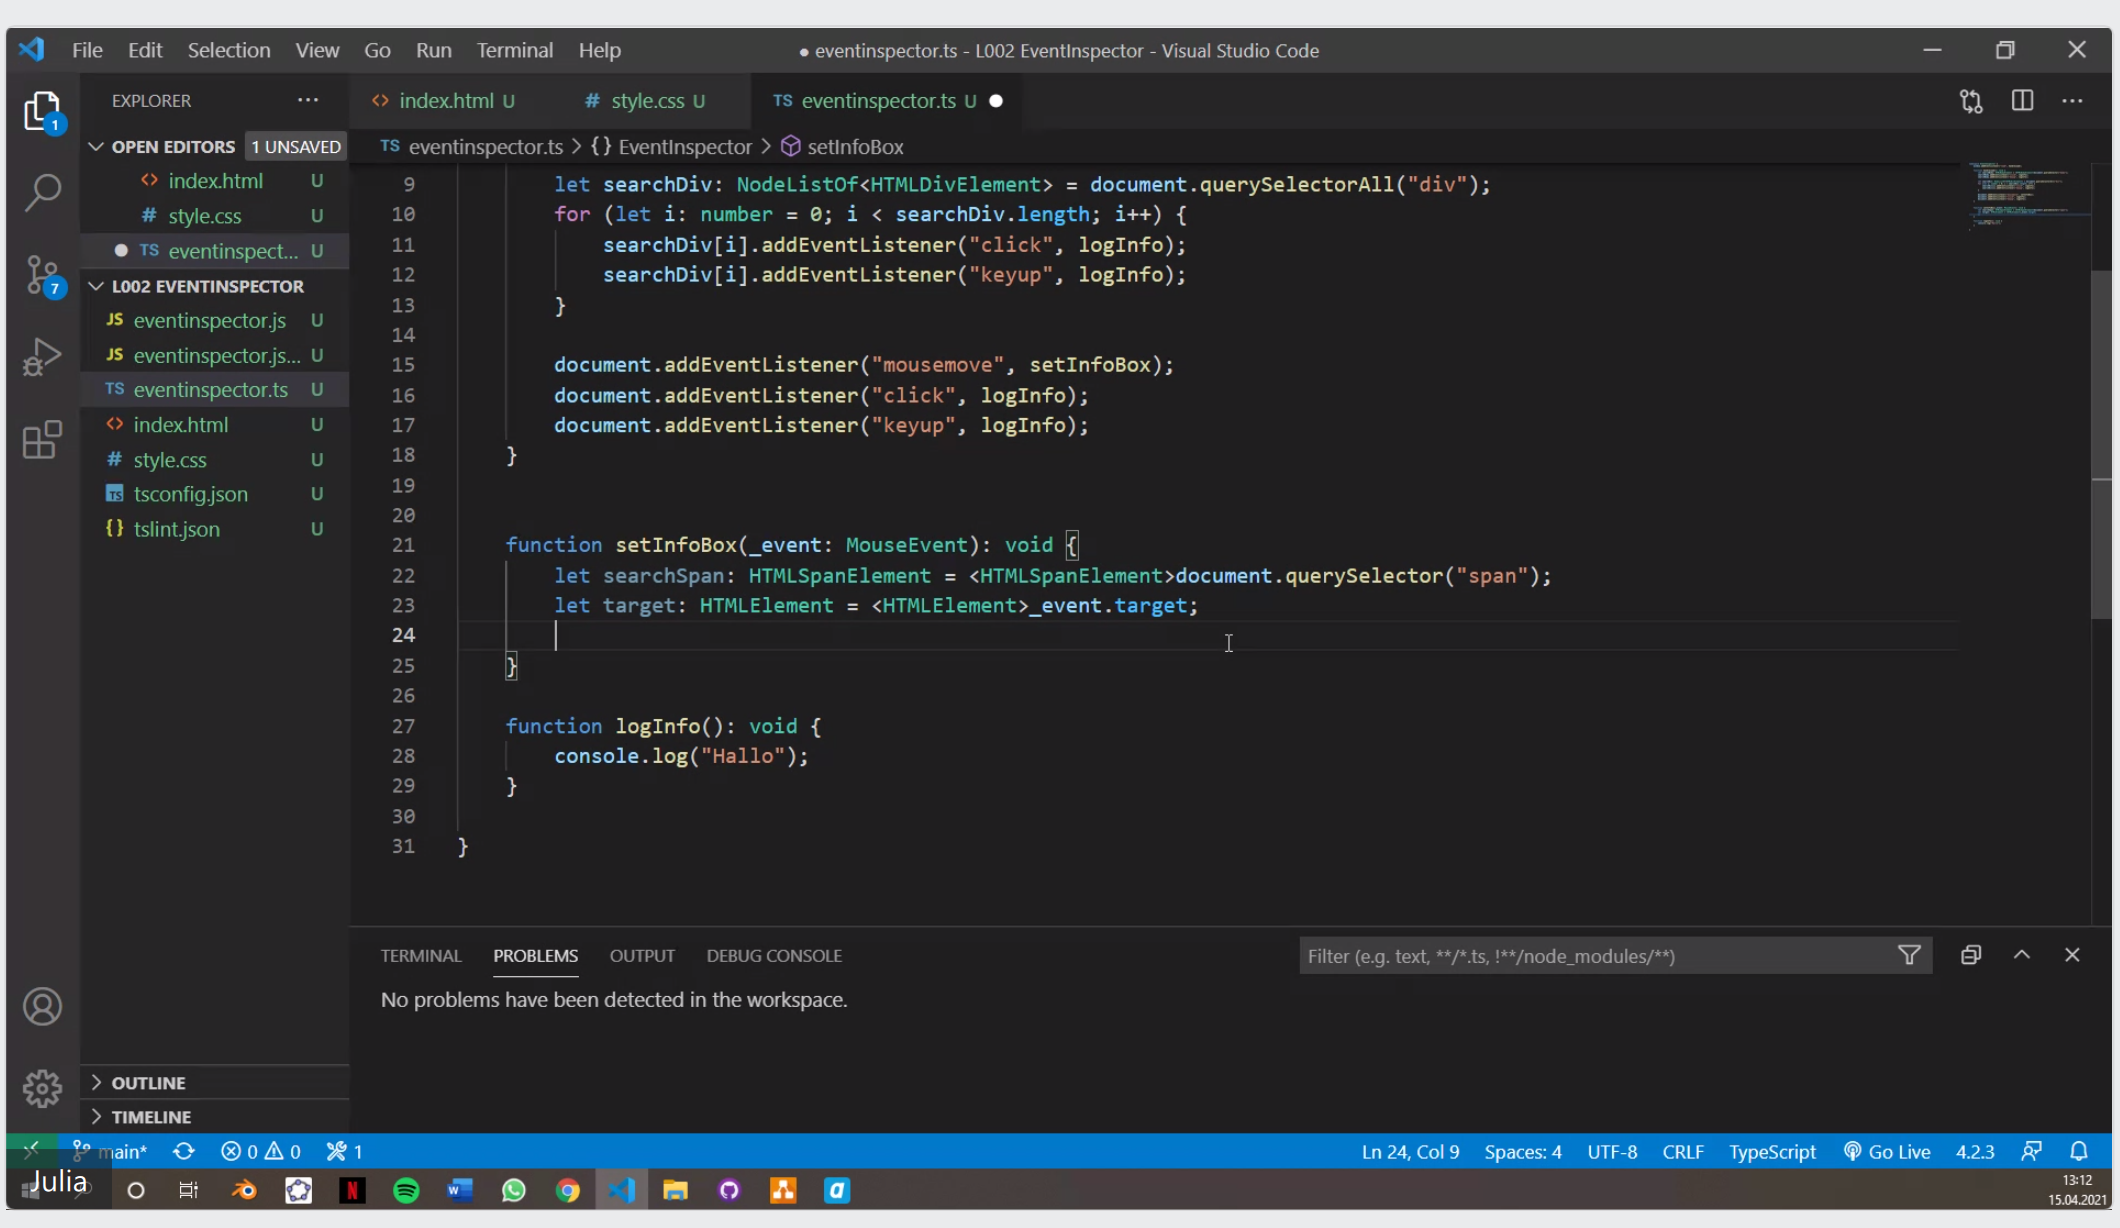 File Edit Selection View Go Run Terminal Help
● eventinspector.ts - L002 EventInspector - Visual Studio Code
EXPLORER ···
<> index.html U
# style.css U
TS eventinspector.ts U ●
OPEN EDITORS 1 UNSAVED
TS eventinspector.ts > {} EventInspector > setInfoBox
<> index.html U
# style.css U
● TS eventinspect... U
L002 EVENTINSPECTOR
JS eventinspector.js U
JS eventinspector.js... U
TS eventinspector.ts U
<> index.html U
# style.css U
TS tsconfig.json U
{} tslint.json U
1
7
9 let searchDiv: NodeListOf<HTMLDivElement> = document.querySelectorAll("div");
10 for (let i: number = 0; i < searchDiv.length; i++) {
11 searchDiv[i].addEventListener("click", logInfo);
12 searchDiv[i].addEventListener("keyup", logInfo);
13 }
14
15 document.addEventListener("mousemove", setInfoBox);
16 document.addEventListener("click", logInfo);
17 document.addEventListener("keyup", logInfo);
18 }
19
20
21 function setInfoBox(_event: MouseEvent): void {
22 let searchSpan: HTMLSpanElement = <HTMLSpanElement>document.querySelector("span");
23 let target: HTMLElement = <HTMLElement>_event.target;
24
25 }
26
27 function logInfo(): void {
28 console.log("Hallo");
29 }
30
31 }
TERMINAL PROBLEMS OUTPUT DEBUG CONSOLE
Filter (e.g. text, **/*.ts, !**/node_modules/**)
No problems have been detected in the workspace.
OUTLINE
TIMELINE
main* 0 0 1
Ln 24, Col 9 Spaces: 4 UTF-8 CRLF TypeScript Go Live 4.2.3
Julia
13:12
15.04.2021